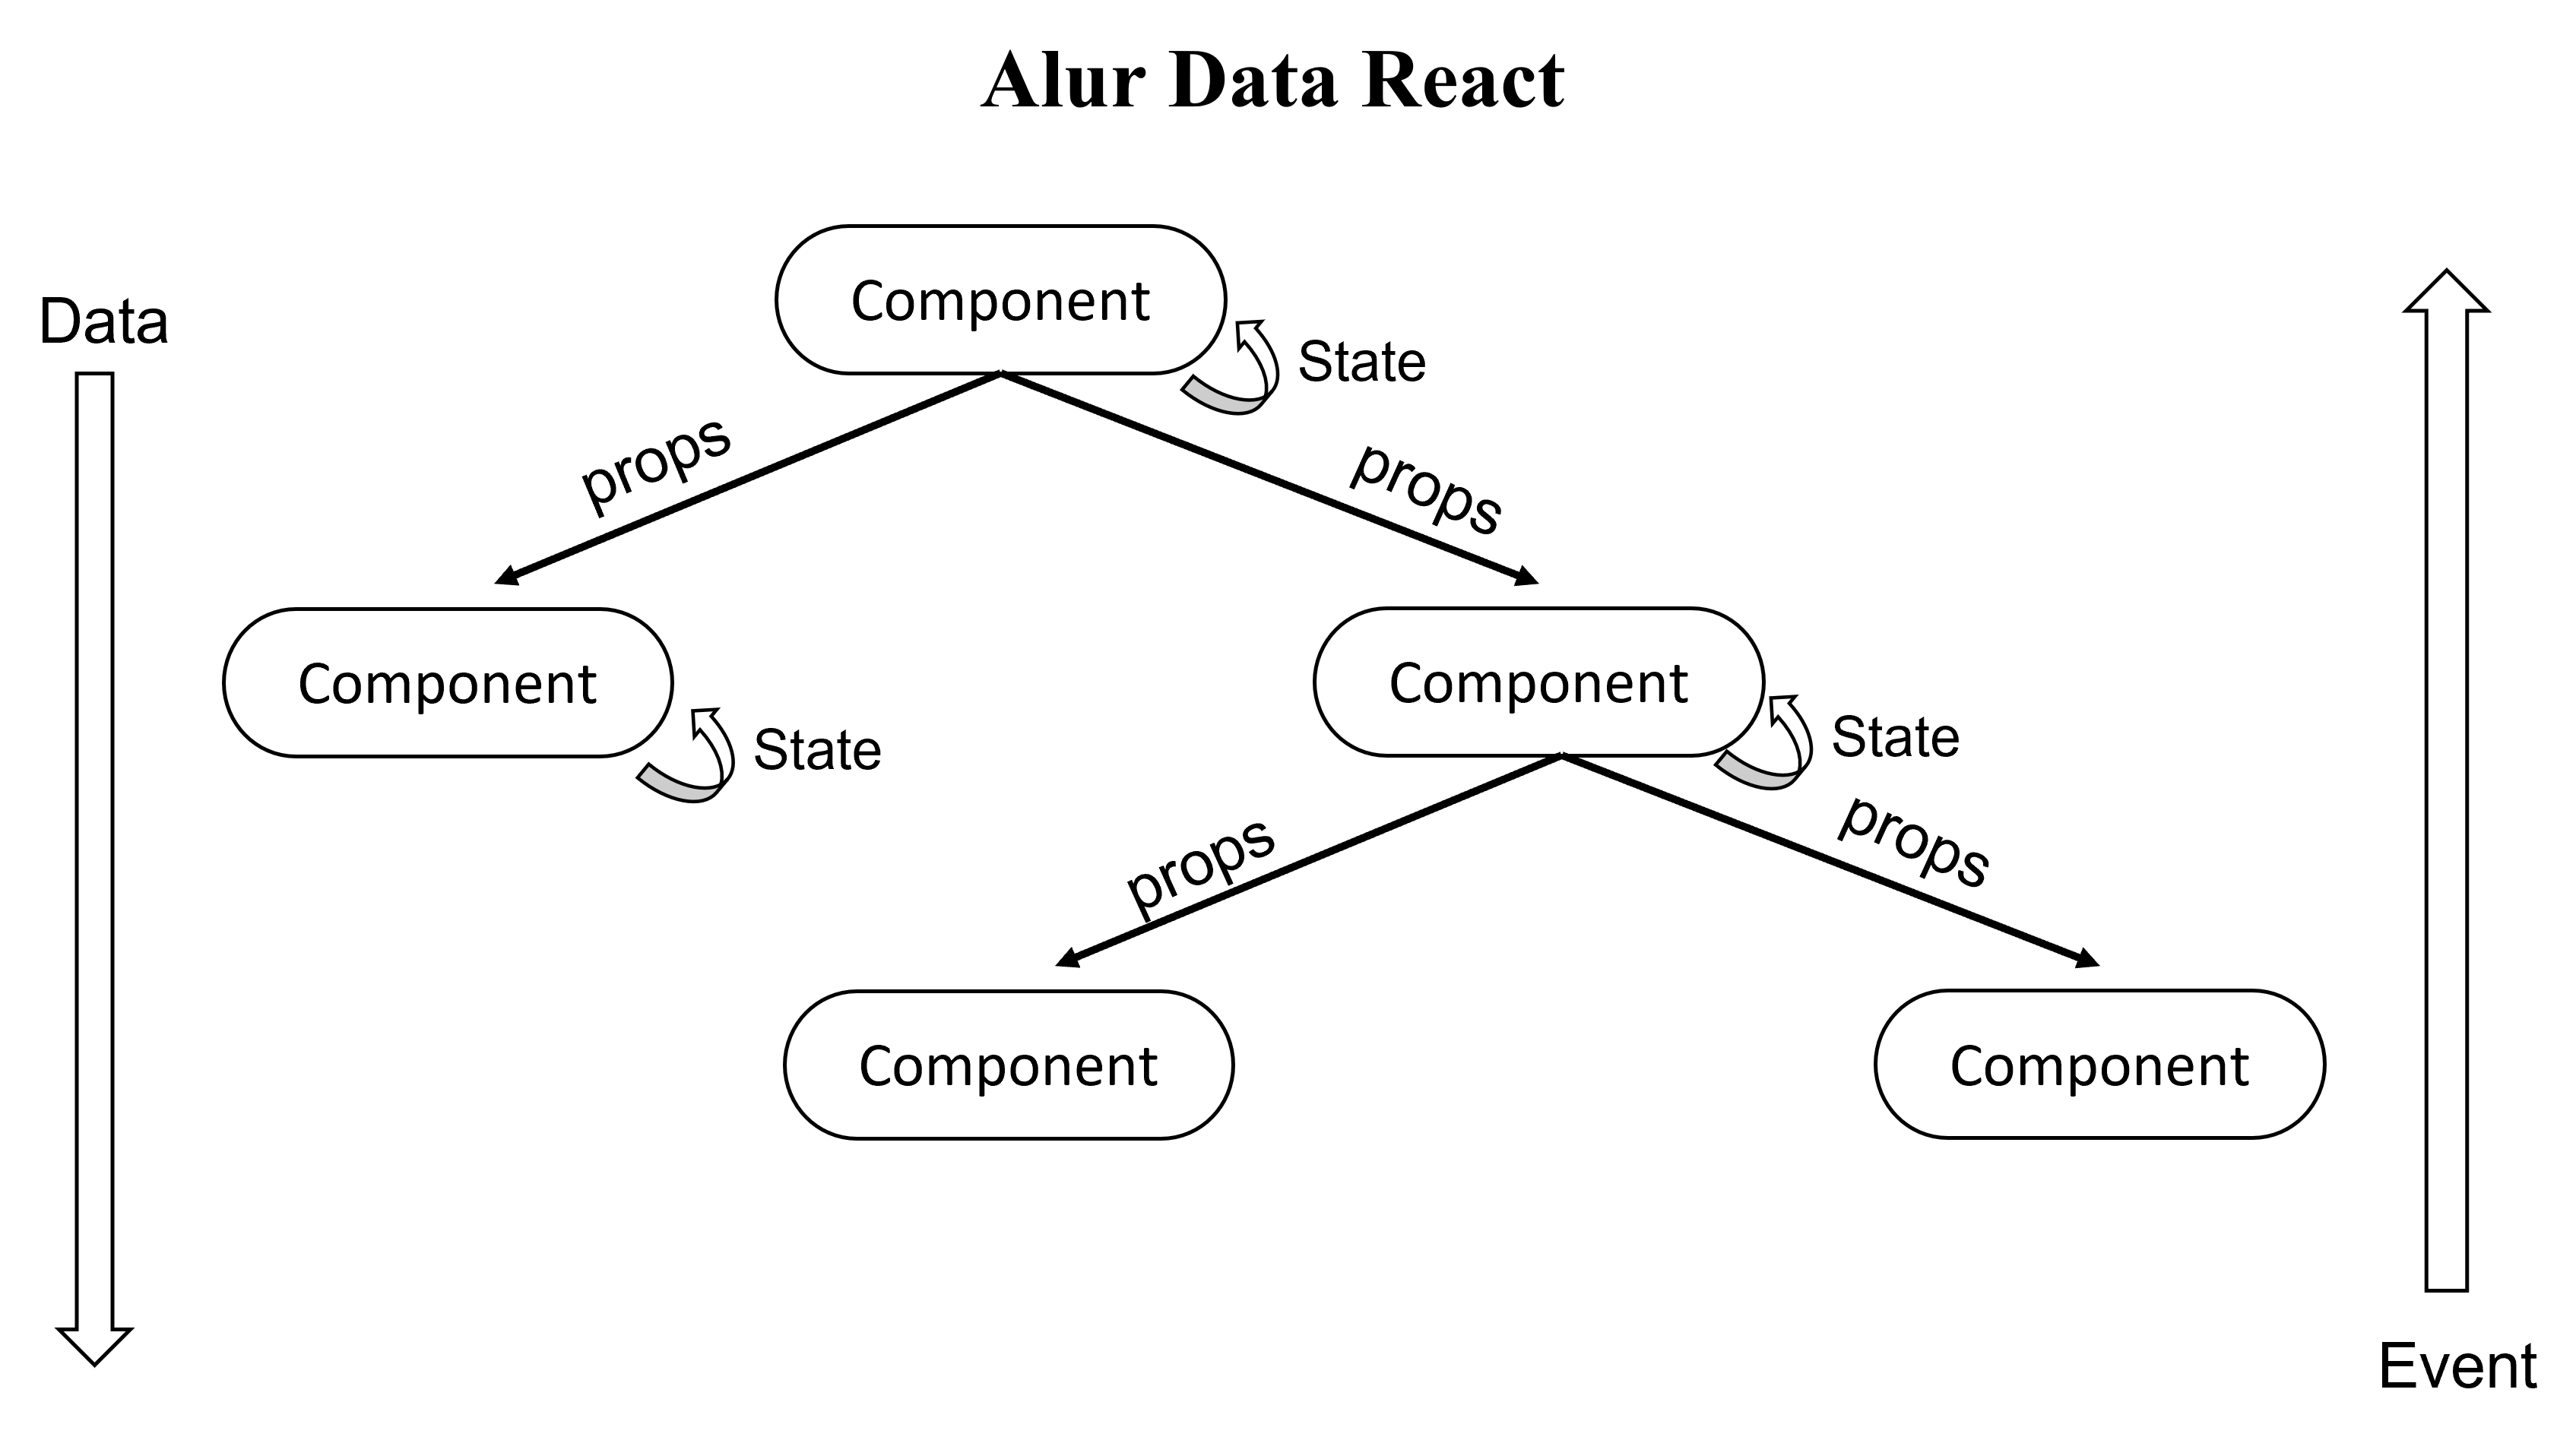 Alur Data React
Component
Data
State
props
props
Component
Component
State
State
props
props
Component
Component
Event